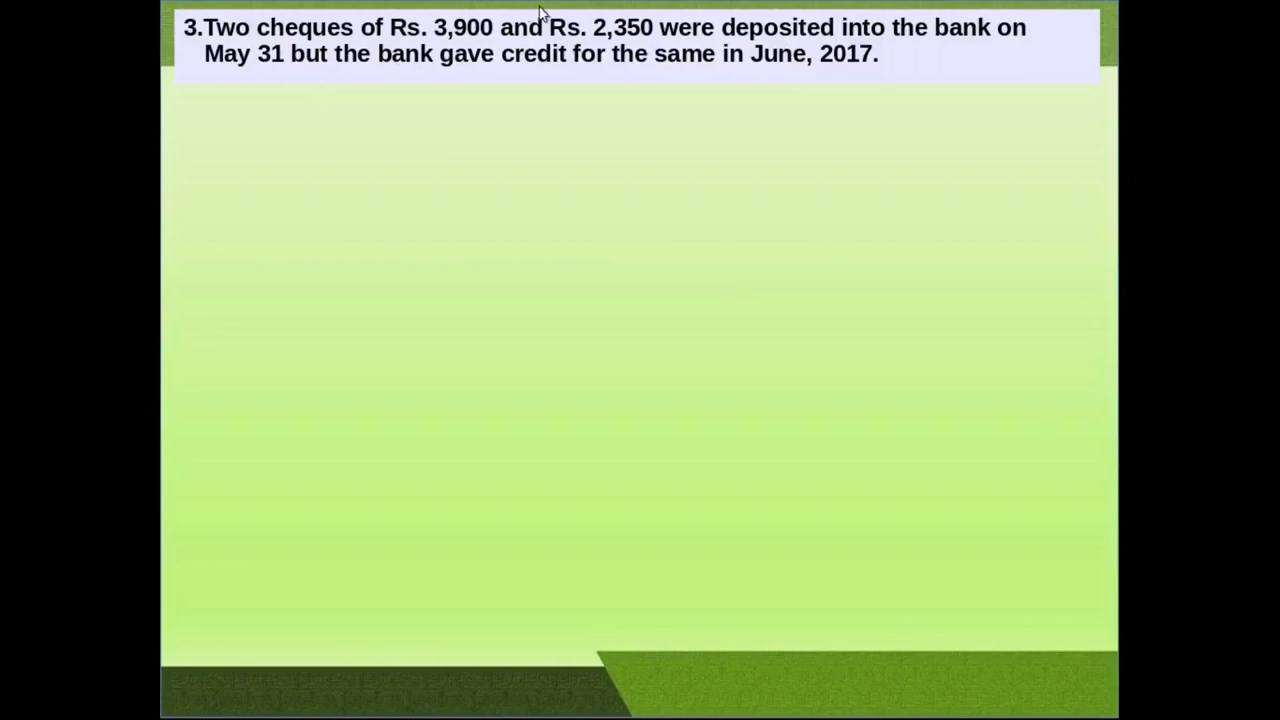 3.Two cheques of Rs. 3,900 and Rs. 2,350 were deposited into the bank on
May 31 but the bank gave credit for the same in June, 2017.